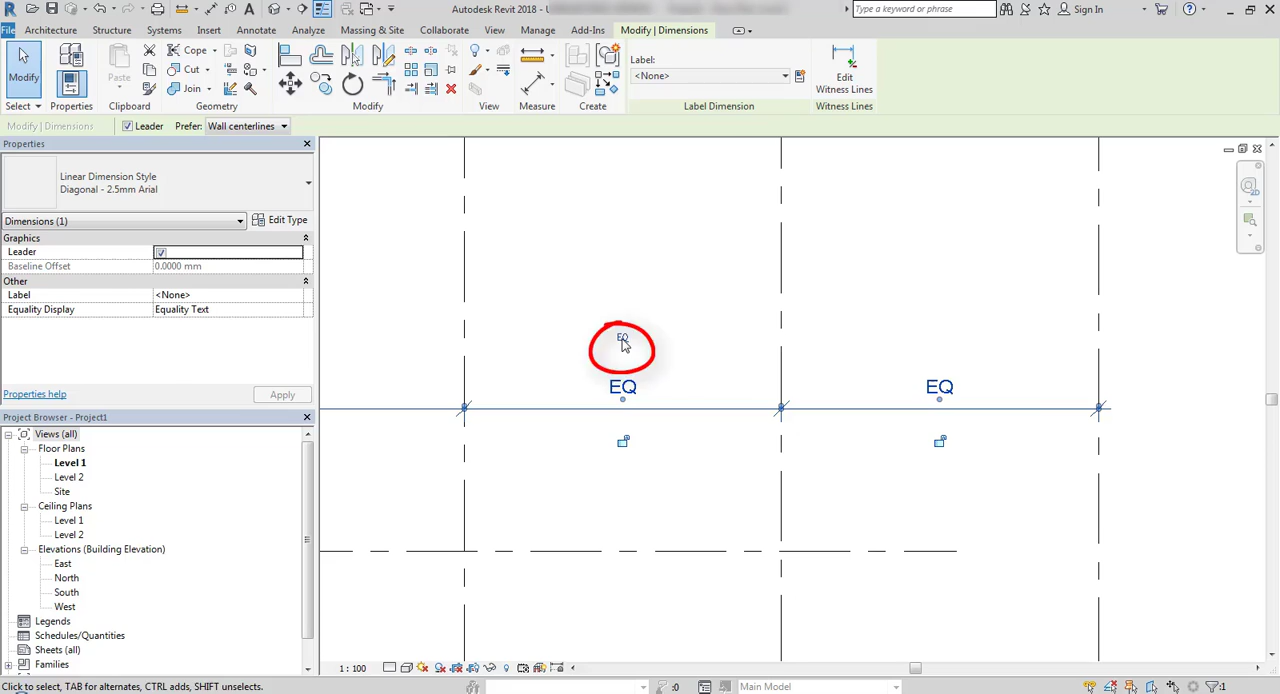 Autodesk Revit 2018 -
Type a keyword or phrase
Sign In
File Architecture Structure Systems Insert Annotate Analyze Massing & Site Collaborate View Manage Add-Ins Modify | Dimensions
Modify
Properties
Paste
Cope
Cut
Join
Label:
<None>
Edit
Witness Lines
Select Properties Clipboard Geometry Modify View Measure Create Label Dimension Witness Lines
Modify | Dimensions Leader Prefer: Wall centerlines
Properties
Linear Dimension Style
Diagonal - 2.5mm Arial
Dimensions (1) Edit Type
Graphics
Leader
Baseline Offset 0.0000 mm
Other
Label <None>
Equality Display Equality Text
Properties help Apply
EQ
EQ EQ
Project Browser - Project1
Views (all)
Floor Plans
Level 1
Level 2
Site
Ceiling Plans
Level 1
Level 2
Elevations (Building Elevation)
East
North
South
West
Legends
Schedules/Quantities
Sheets (all)
Families
1 : 100
Click to select, TAB for alternates, CTRL adds, SHIFT unselects.
:0
Main Model
:1